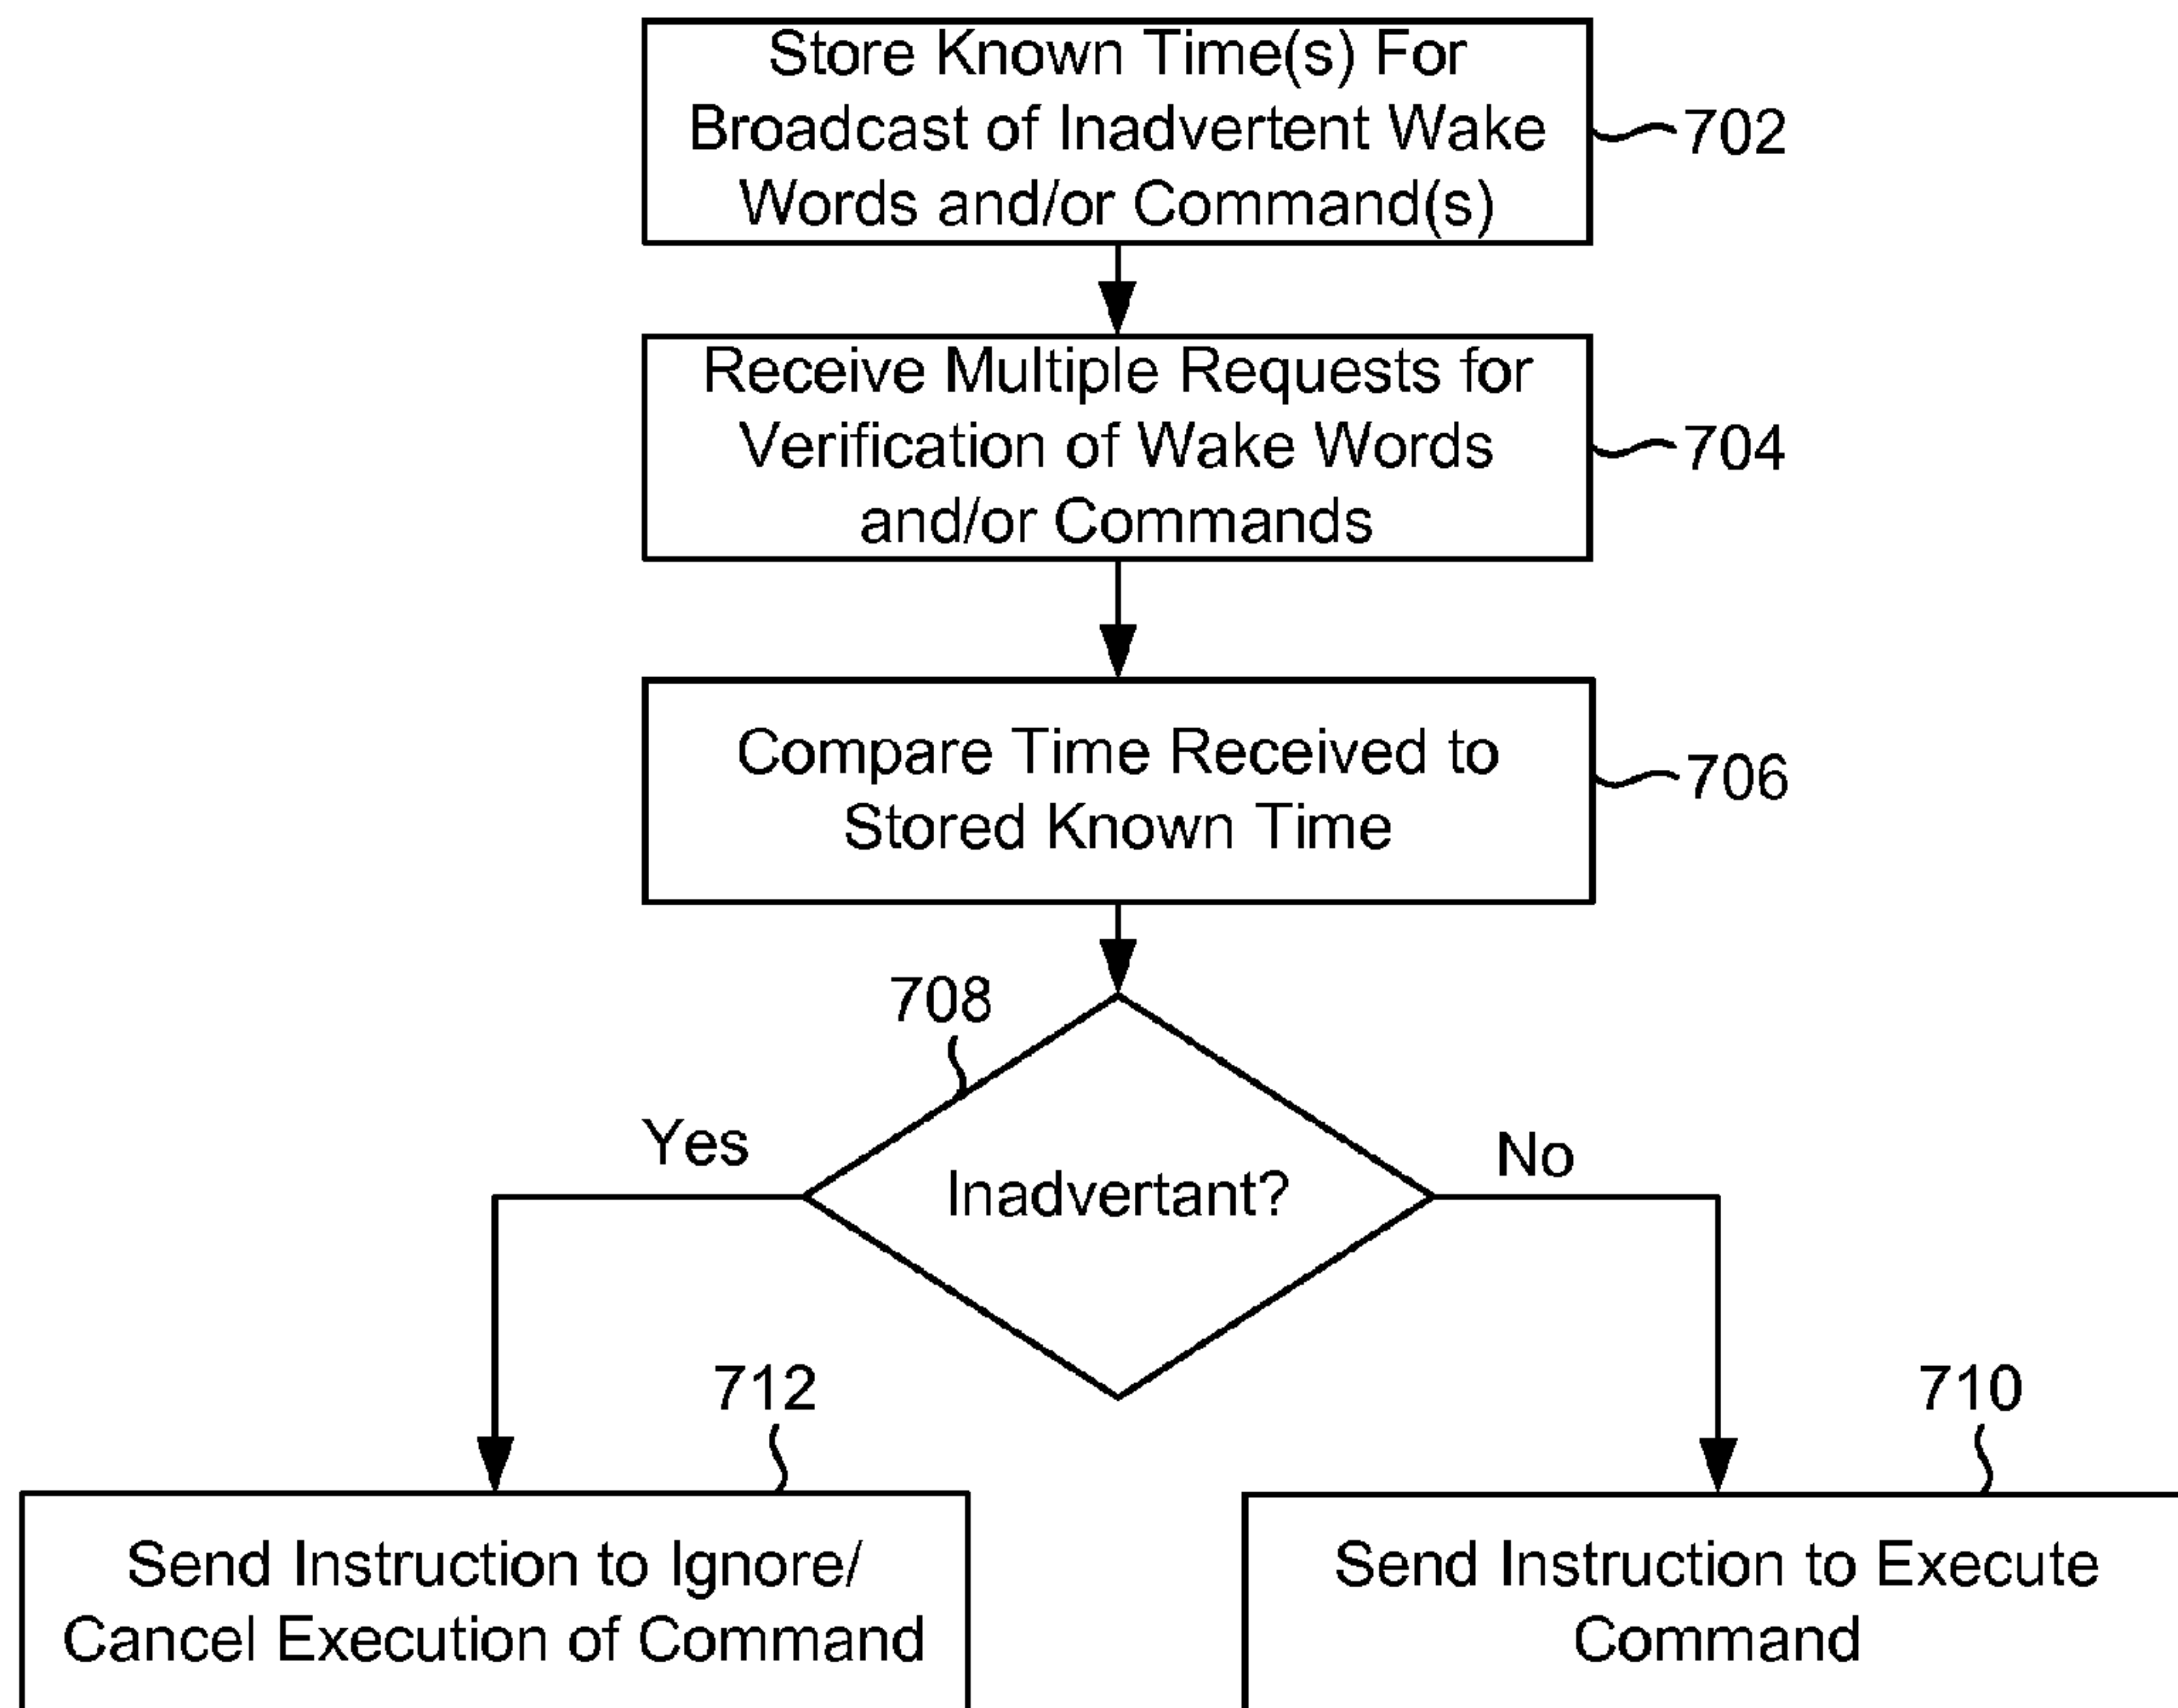 Store Known Time(s) For
Broadcast of Inadvertent Wake
Words and/or Command(s)
702
Receive Multiple Requests for
Verification of Wake Words
and/or Commands
704
Compare Time Received to
Stored Known Time
706
708
Yes
Inadvertant?
No
712
710
Send Instruction to Ignore/
Cancel Execution of Command
Send Instruction to Execute
Command